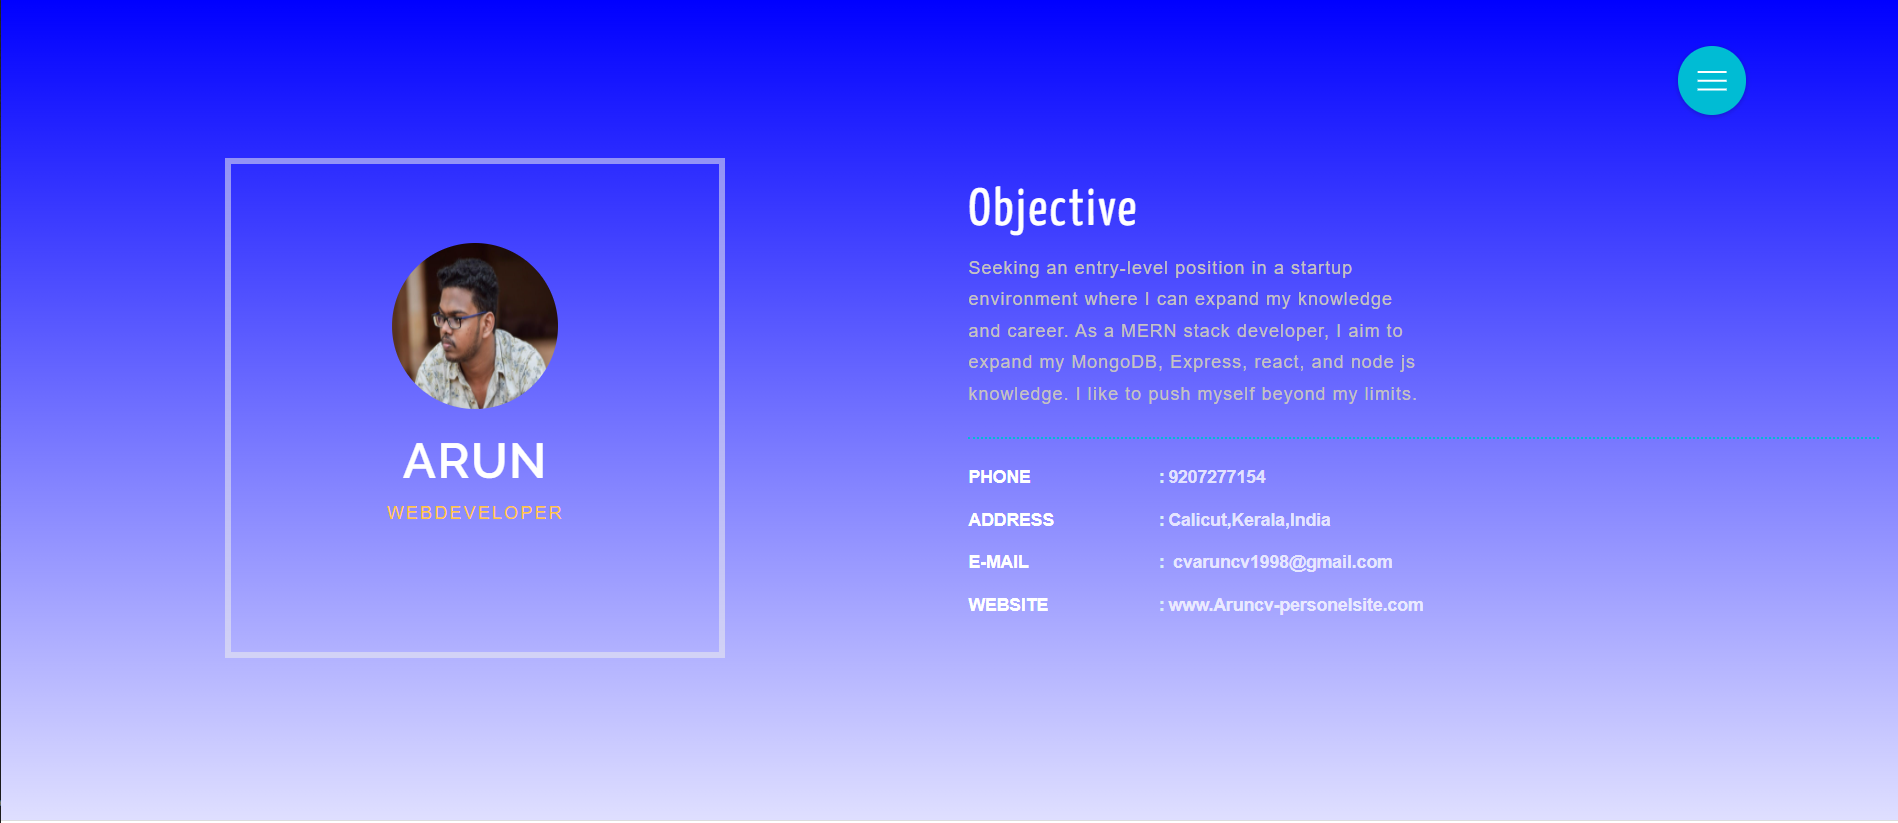 ARUN
WEBDEVELOPER
Objective
Seeking an entry-level position in a startup
environment where I can expand my knowledge
and career. As a MERN stack developer, I aim to
expand my MongoDB, Express, react, and node js
knowledge. I like to push myself beyond my limits.
PHONE : 9207277154
ADDRESS : Calicut,Kerala,India
E-MAIL : cvaruncv1998@gmail.com
WEBSITE : www.Aruncv-personelsite.com